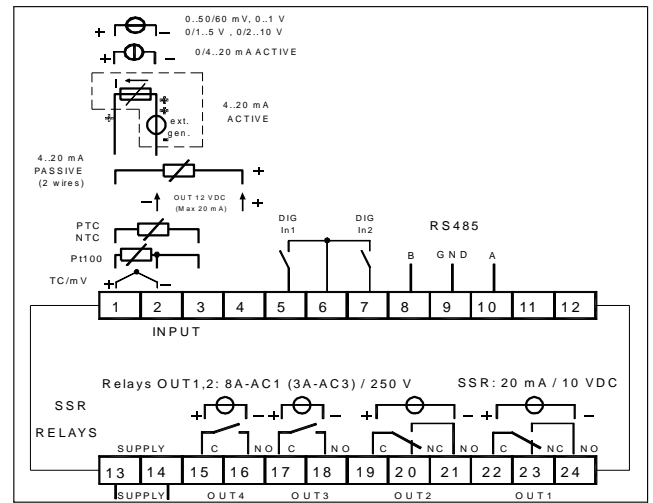 0..50/60 mV, 0..1 V
0/1..5 V , 0/2..10 V
+ −
0/4..20 mA ACTIVE
+ −
I
4..20 mA
ACTIVE
+
+
ext.
gen.
-
4..20 mA
PASSIVE
(2 wires)
+
− OUT 12 VDC +
(Max 20 mA)
PTC
NTC
Pt100
TC/mV + −
DIG
In1
DIG
In2
RS485
B GND A
1 2 3 4 5 6 7 8 9 10 11 12
INPUT
Relays OUT1,2: 8A-AC1 (3A-AC3) / 250 V SSR: 20 mA / 10 VDC
SSR
+ − + − + − + −
RELAYS
SUPPLY C NO C NO C NC NO C NC NO
13 14 15 16 17 18 19 20 21 22 23 24
SUPPLY OUT4 OUT3 OUT2 OUT1